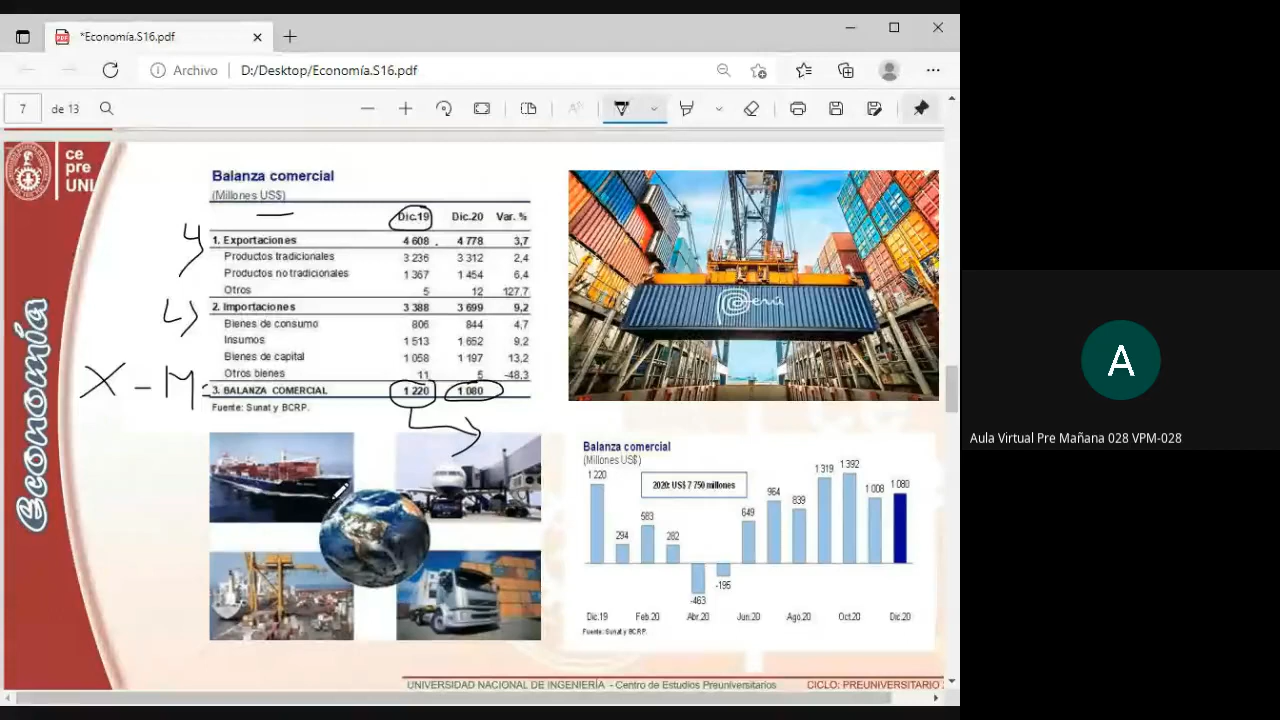 *Economía.S16.pdf
Archivo D:/Desktop/Economía.S16.pdf
7 de 13
ce
pre
UNI
Economía
Balanza comercial
(Millones US$)
Dic.19 Dic.20 Var. %
1. Exportaciones 4 608 4 778 3,7
Productos tradicionales 3 236 3 312 2,4
Productos no tradicionales 1 367 1 454 6,4
Otros 5 12 127,7
2. Importaciones 3 388 3 699 9,2
Bienes de consumo 806 844 4,7
Insumos 1 513 1 652 9,2
Bienes de capital 1 058 1 197 13,2
Otros bienes 11 5 -48,3
X - M: 3. BALANZA COMERCIAL 1 220 1 080
Fuente: Sunat y BCRP.
Perú
Balanza comercial
(Millones US$)
2020: US$ 7 750 millones
1 220 294 583 282 -463 -195 649 964 839 1 319 1 392 1 008 1 080
Dic.19 Feb.20 Abr.20 Jun.20 Ago.20 Oct.20 Dic.20
Fuente: Sunat y BCRP.
UNIVERSIDAD NACIONAL DE INGENIERÍA - Centro de Estudios Preuniversitarios CICLO: PREUNIVERSITARIO
A
Aula Virtual Pre Mañana 028 VPM-028